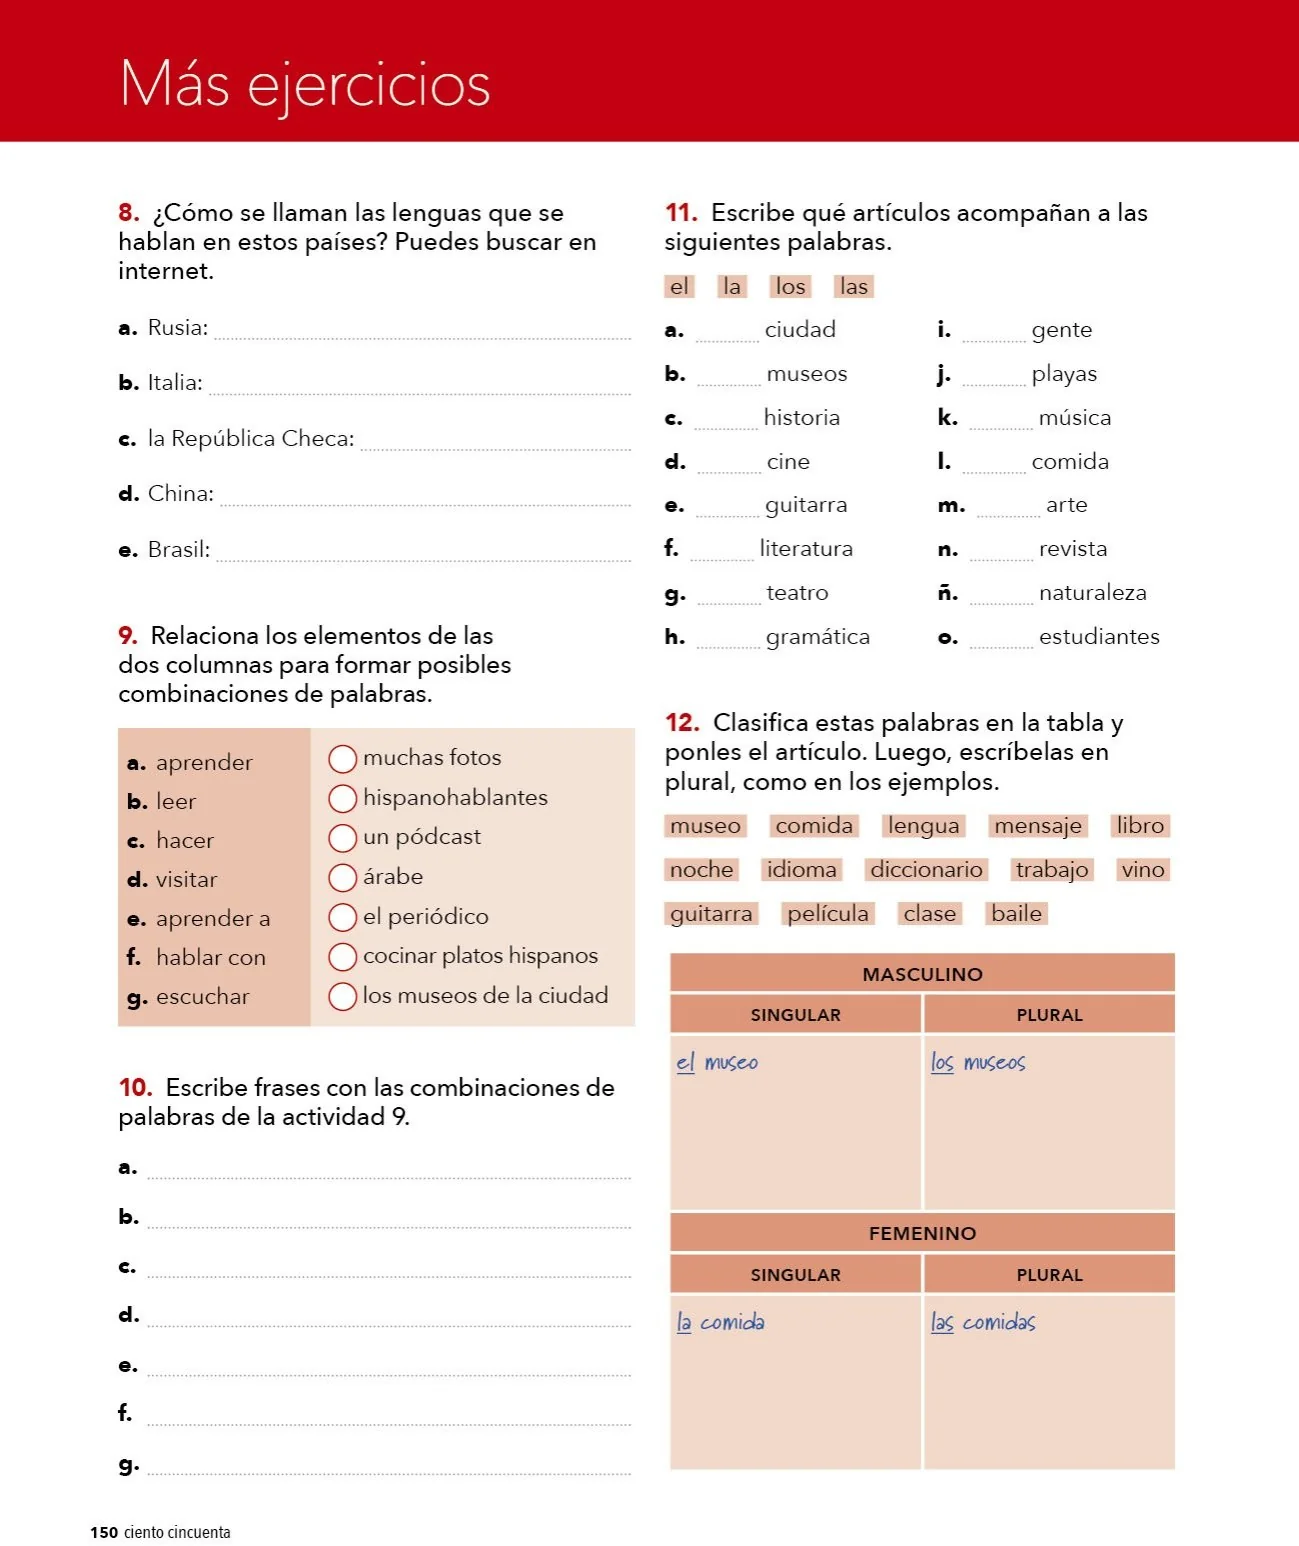 Más ejercicios
8. ¿Cómo se llaman las lenguas que se
hablan en estos países? Puedes buscar en
internet.
a. Rusia:
b. Italia:
c. la República Checa:
d. China:
e. Brasil:
9. Relaciona los elementos de las
dos columnas para formar posibles
combinaciones de palabras.
a. aprender
b. leer
c. hacer
d. visitar
e. aprender a
f. hablar con
g. escuchar
muchas fotos
hispanohablantes
un pódcast
árabe
el periódico
cocinar platos hispanos
los museos de la ciudad
10. Escribe frases con las combinaciones de
palabras de la actividad 9.
a.
b.
c.
d.
e.
f.
g.
11. Escribe qué artículos acompañan a las
siguientes palabras.
el la los las
a. ciudad
b. museos
c. historia
d. cine
e. guitarra
f. literatura
g. teatro
h. gramática
i. gente
j. playas
k. música
l. comida
m. arte
n. revista
ñ. naturaleza
o. estudiantes
12. Clasifica estas palabras en la tabla y
ponles el artículo. Luego, escríbelas en
plural, como en los ejemplos.
museo comida lengua mensaje libro
noche idioma diccionario trabajo vino
guitarra película clase baile
MASCULINO
SINGULAR PLURAL
el museo los museos
FEMENINO
SINGULAR PLURAL
la comida las comidas
150 ciento cincuenta